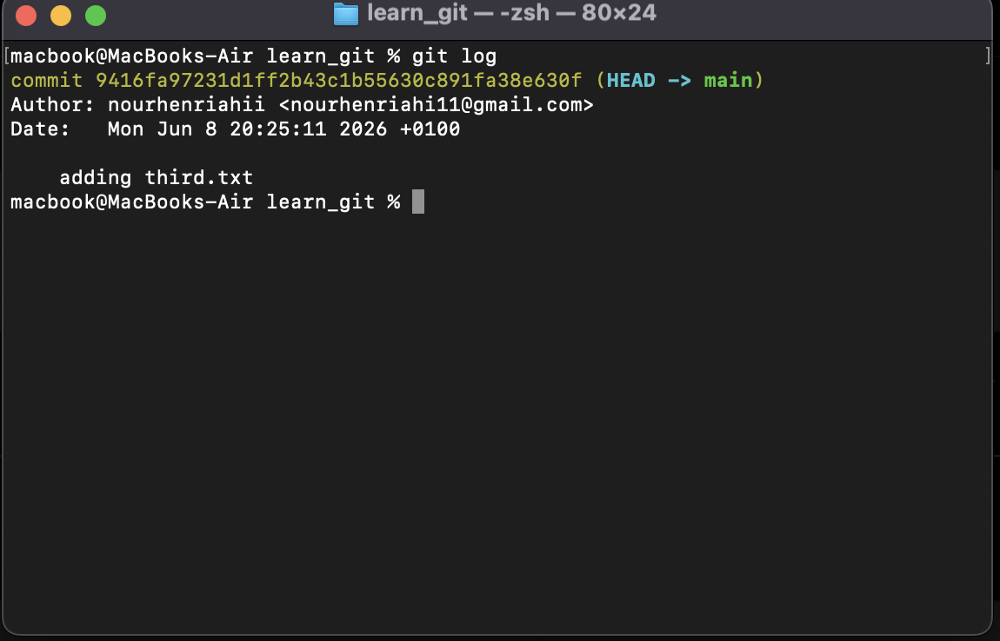 learn_git — -zsh — 80×24
[macbook@MacBooks-Air learn_git % git log ]
commit 9416fa97231d1ff2b43c1b55630c891fa38e630f (HEAD -> main)
Author: nourhenriahii <nourhenriahi11@gmail.com>
Date:   Mon Jun 8 20:25:11 2026 +0100
    adding third.txt
macbook@MacBooks-Air learn_git %